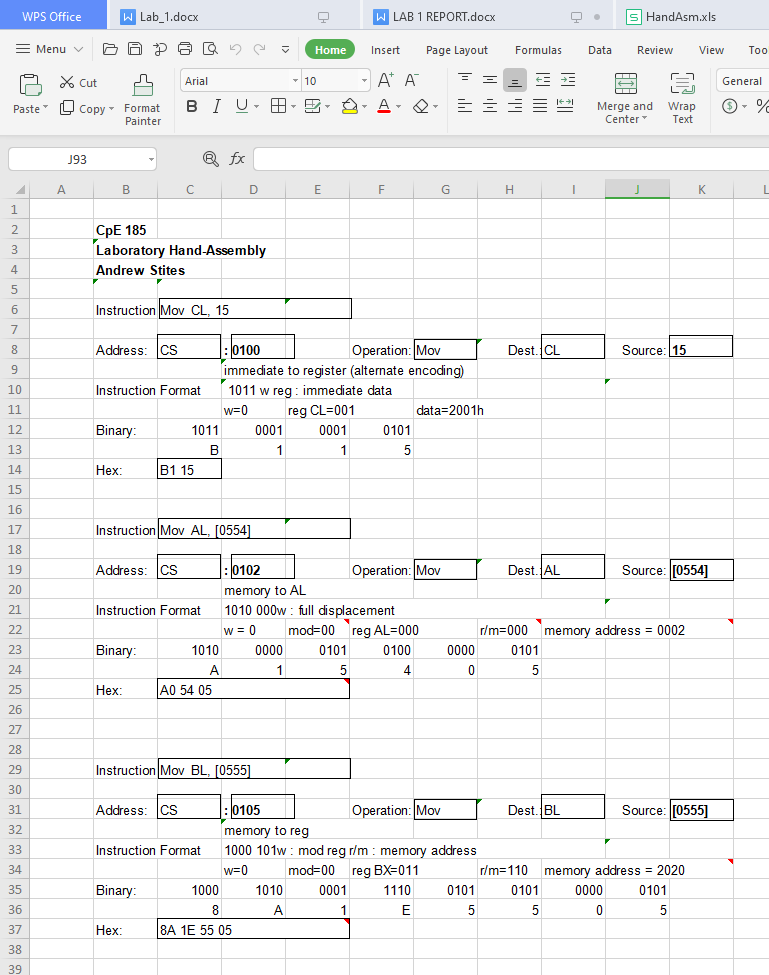 WPS Office Lab_1.docx LAB 1 REPORT.docx HandAsm.xls
Menu Home Insert Page Layout Formulas Data Review View Too
Cut Arial 10 A+ A- General
Paste Copy Format Painter B I U A Merge and Center Wrap Text $ %
J93 fx
A B C D E F G H I J K L
1
2 CpE 185
3 Laboratory Hand-Assembly
4 Andrew Stites
5
6 Instruction Mov CL, 15
7
8 Address: CS : 0100 Operation: Mov Dest.: CL Source: 15
9 immediate to register (alternate encoding)
10 Instruction Format 1011 w reg : immediate data
11 w=0 reg CL=001 data=2001h
12 Binary: 1011 0001 0001 0101
13 B 1 1 5
14 Hex: B1 15
15
16
17 Instruction Mov AL, [0554]
18
19 Address: CS : 0102 Operation: Mov Dest.: AL Source: [0554]
20 memory to AL
21 Instruction Format 1010 000w : full displacement
22 w = 0 mod=00 reg AL=000 r/m=000 memory address = 0002
23 Binary: 1010 0000 0101 0100 0000 0101
24 A 1 5 4 0 5
25 Hex: A0 54 05
26
27
28
29 Instruction Mov BL, [0555]
30
31 Address: CS : 0105 Operation: Mov Dest.: BL Source: [0555]
32 memory to reg
33 Instruction Format 1000 101w : mod reg r/m : memory address
34 w=0 mod=00 reg BX=011 r/m=110 memory address = 2020
35 Binary: 1000 1010 0001 1110 0101 0101 0000 0101
36 8 A 1 E 5 5 0 5
37 Hex: 8A 1E 55 05
38
39